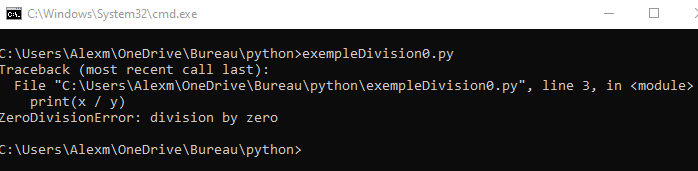 C:\Windows\System32\cmd.exe
C:\Users\Alexm\OneDrive\Bureau\python>exempleDivision0.py
Traceback (most recent call last):
  File "C:\Users\Alexm\OneDrive\Bureau\python\exempleDivision0.py", line 3, in <module>
    print(x / y)
ZeroDivisionError: division by zero
C:\Users\Alexm\OneDrive\Bureau\python>